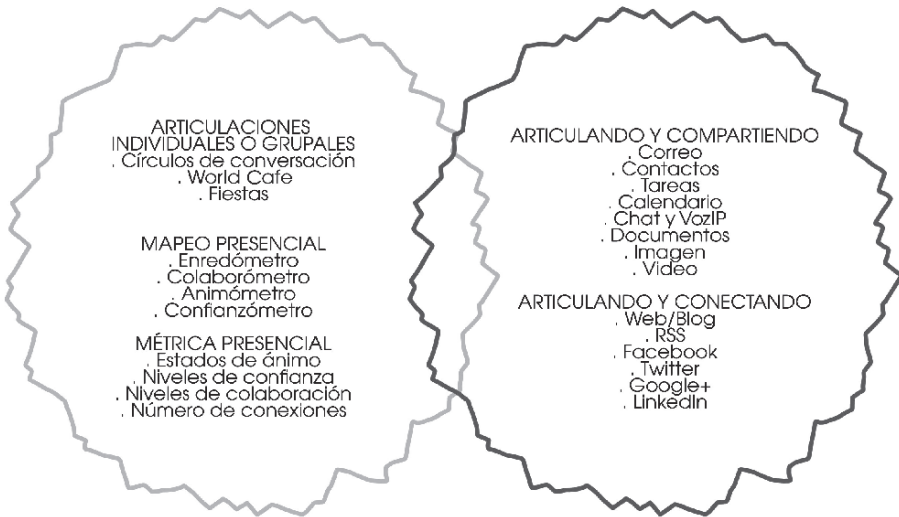 ARTICULACIONES
INDIVIDUALES O GRUPALES
. Círculos de conversación
. World Cafe
. Fiestas
MAPEO PRESENCIAL
. Enredómetro
. Colaborómetro
. Animómetro
. Confianzómetro
MÉTRICA PRESENCIAL
. Estados de ánimo
. Niveles de confianza
. Niveles de colaboración
. Número de conexiones
ARTICULANDO Y COMPARTIENDO
. Correo
. Contactos
. Tareas
. Calendario
. Chat y VozIP
. Documentos
. Imagen
. Video
ARTICULANDO Y CONECTANDO
. Web/Blog
. RSS
. Facebook
. Twitter
. Google+
. LinkedIn